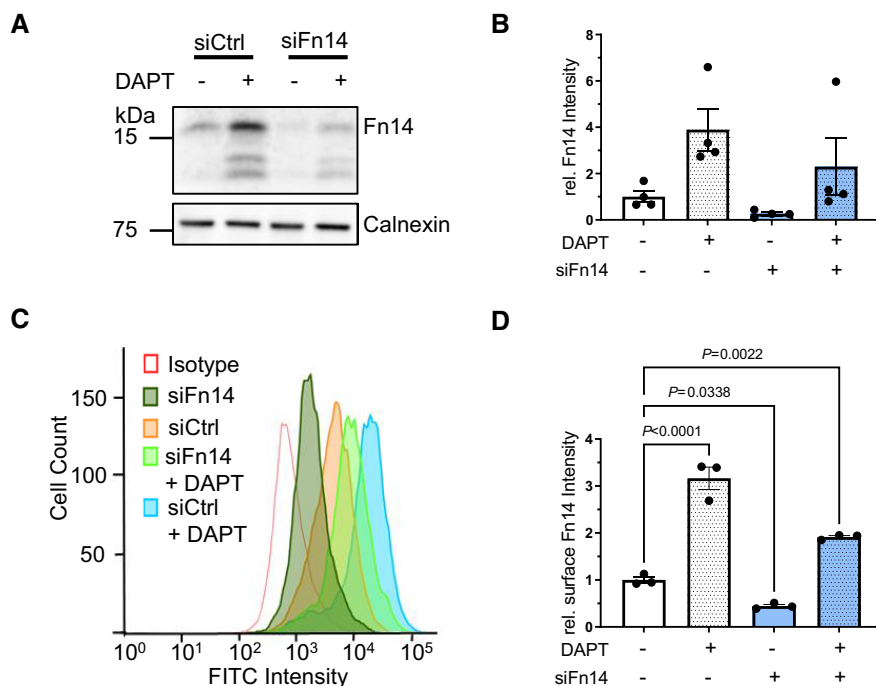 A
siCtrl siFn14
DAPT - + - +
kDa
15 Fn14
75 Calnexin
B
rel. Fn14 Intensity
8
6
4
2
0
DAPT - + - +
siFn14 - - + +
C
Cell Count
150
100
50
Isotype
siFn14
siCtrl
siFn14
+ DAPT
siCtrl
+ DAPT
10⁰ 10¹ 10² 10³ 10⁴ 10⁵
FITC Intensity
D
P=0.0022
P=0.0338
P<0.0001
rel. surface Fn14 Intensity
4
3
2
1
0
DAPT - + - +
siFn14 - - + +